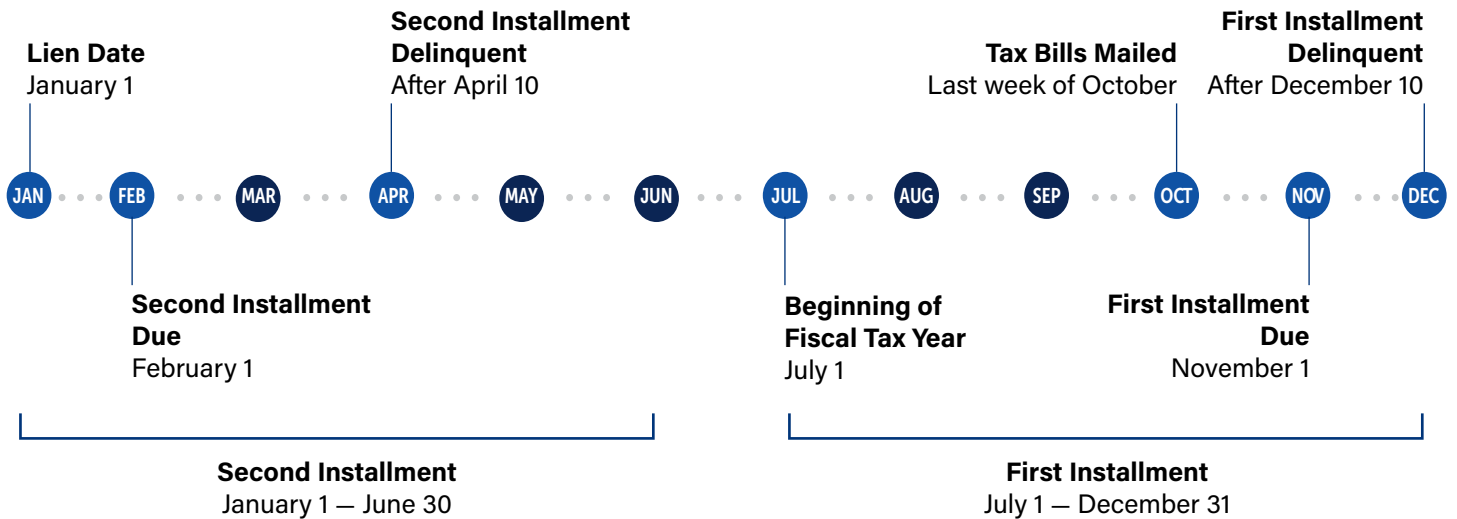 Lien Date
January 1
Second Installment
Delinquent
After April 10
Tax Bills Mailed
Last week of October
First Installment
Delinquent
After December 10
JAN
FEB
MAR
APR
MAY
JUN
JUL
AUG
SEP
OCT
NOV
DEC
Second Installment
Due
February 1
Beginning of
Fiscal Tax Year
July 1
First Installment
Due
November 1
Second Installment
January 1 — June 30
First Installment
July 1 — December 31